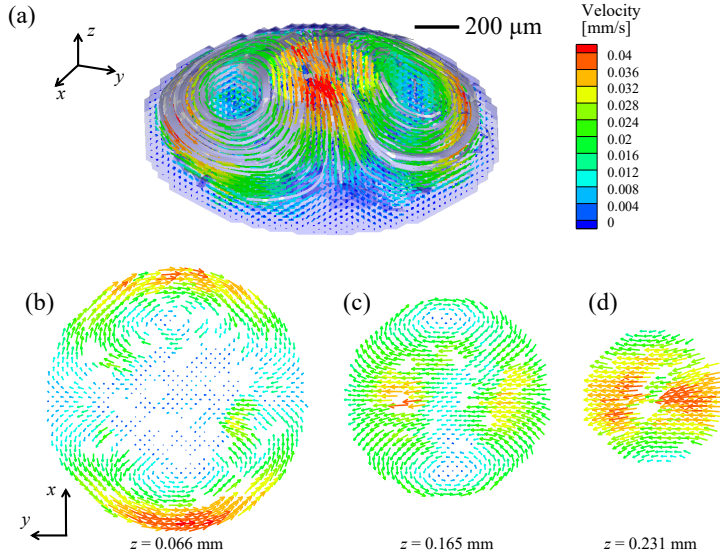 (a)
200 µm
Velocity
[mm/s]
z
y
x
0.04
0.036
0.032
0.028
0.024
0.02
0.016
0.012
0.008
0.004
0
(b)
(c)
(d)
x
y
z = 0.066 mm
z = 0.165 mm
z = 0.231 mm